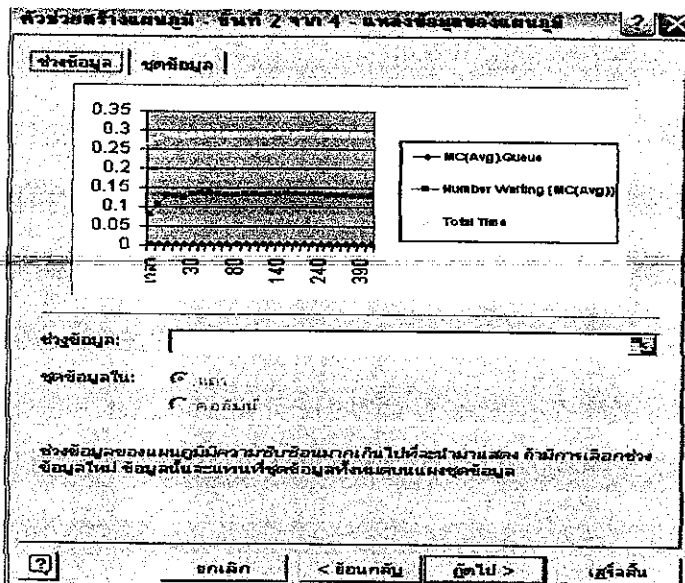 ตัวช่วยสร้างแผนภูมิ - ขั้นที่ 2 จาก 4 - แหล่งข้อมูลของแผนภูมิ
ช่วงข้อมูล ชุดข้อมูล
0.35
0.3
0.25
0.2
0.15
0.1
0.05
0
เวลา 30 80 140 240 390
MC(Avg).Queue
Number Waiting (MC(Avg))
Total Time
ช่วงข้อมูล:
ชุดข้อมูลใน:
แถว
คอลัมน์
ช่วงข้อมูลของแผนภูมิมีความซับซ้อนมากเกินไปที่จะนำมาแสดง ถ้ามีการเลือกช่วง
ข้อมูลใหม่ ข้อมูลนั้นจะแทนที่ชุดข้อมูลทั้งหมดบนแผงชุดข้อมูล
ยกเลิก < ย้อนกลับ ถัดไป > เสร็จสิ้น